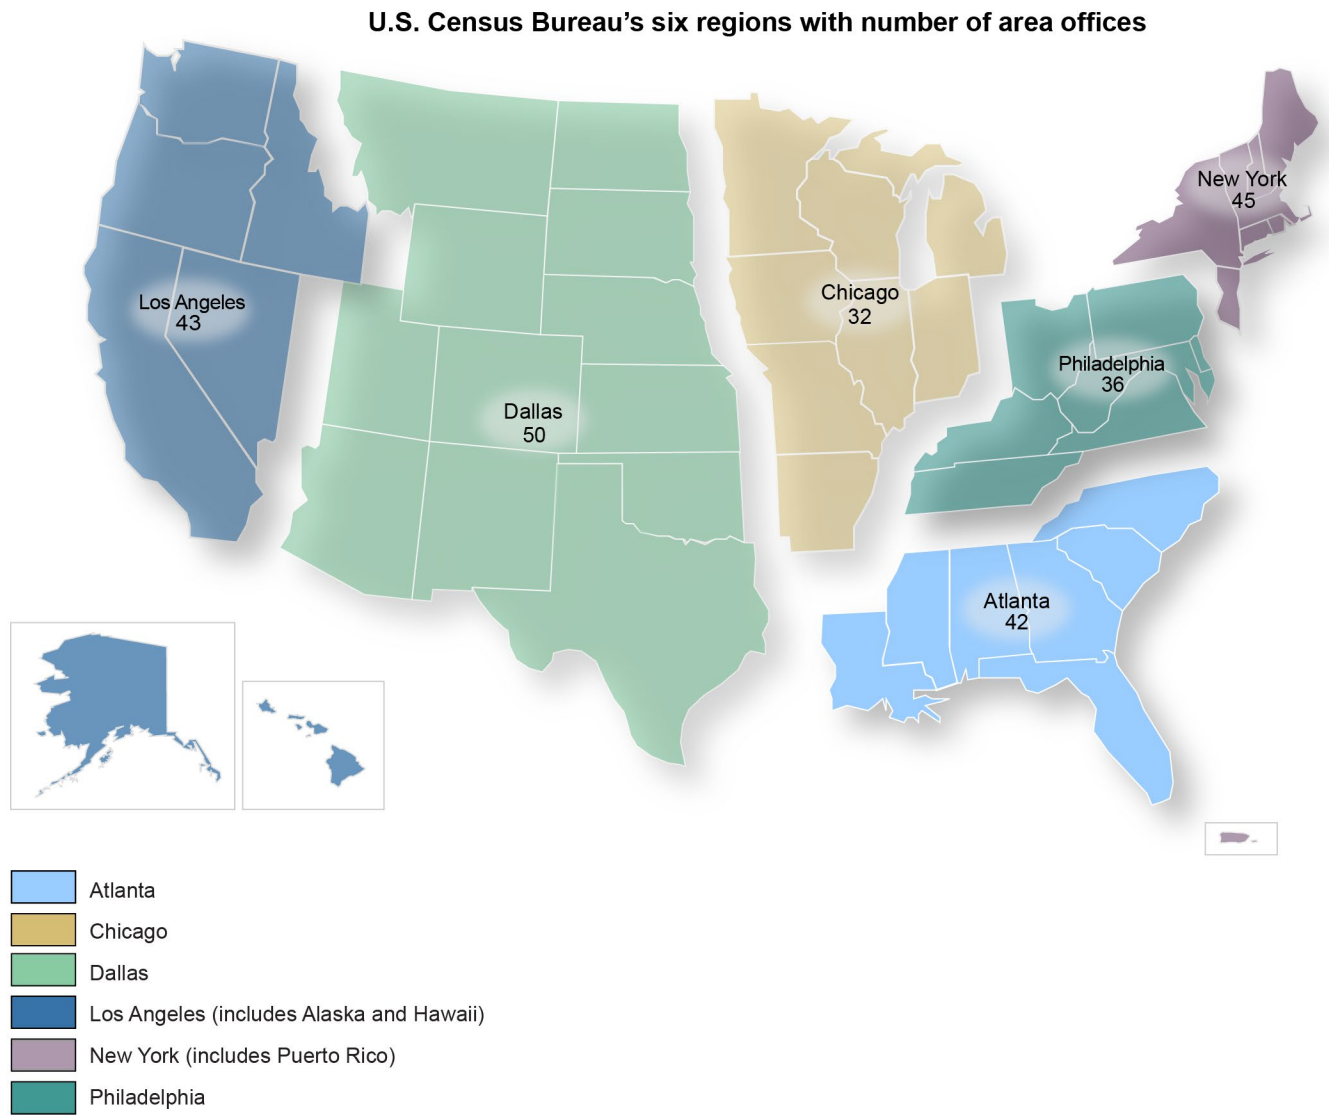 U.S. Census Bureau’s six regions with number of area offices
New York
45
Los Angeles
43
Chicago
32
Philadelphia
36
Dallas
50
Atlanta
42
Atlanta
Chicago
Dallas
Los Angeles (includes Alaska and Hawaii)
New York (includes Puerto Rico)
Philadelphia